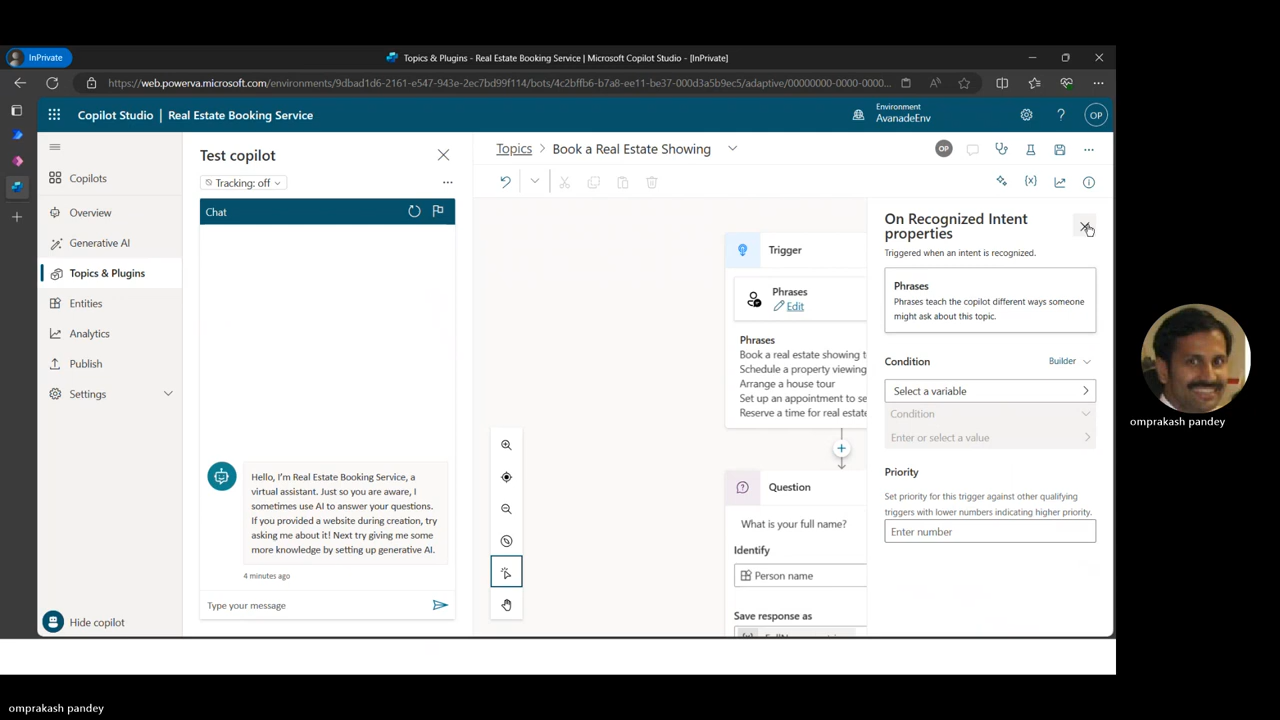 InPrivate
Topics & Plugins - Real Estate Booking Service | Microsoft Copilot Studio - [InPrivate]
https://web.powerva.microsoft.com/environments/9dbad1d6-2161-e547-943e-2ec7bd99f114/bots/4c2bffb6-b7a8-ee11-be37-000d3a5b9ec5/adaptive/00000000-0000-0000...
Copilot Studio | Real Estate Booking Service
Environment
AvanadeEnv
OP
Copilots
Overview
Generative AI
Topics & Plugins
Entities
Analytics
Publish
Settings
Hide copilot
Test copilot
Tracking: off
Chat
Hello, I'm Real Estate Booking Service, a
virtual assistant. Just so you are aware, I
sometimes use AI to answer your questions.
If you provided a website during creation, try
asking me about it! Next try giving me some
more knowledge by setting up generative AI.
4 minutes ago
Type your message
Topics > Book a Real Estate Showing
OP
Trigger
Phrases
Edit
Phrases
Book a real estate showing t
Schedule a property viewing
Arrange a house tour
Set up an appointment to se
Reserve a time for real estate
Question
What is your full name?
Identify
Person name
Save response as
On Recognized Intent
properties
Triggered when an intent is recognized.
Phrases
Phrases teach the copilot different ways someone
might ask about this topic.
Condition
Builder
Select a variable
Condition
Enter or select a value
Priority
Set priority for this trigger against other qualifying
triggers with lower numbers indicating higher priority.
Enter number
omprakash pandey
omprakash pandey